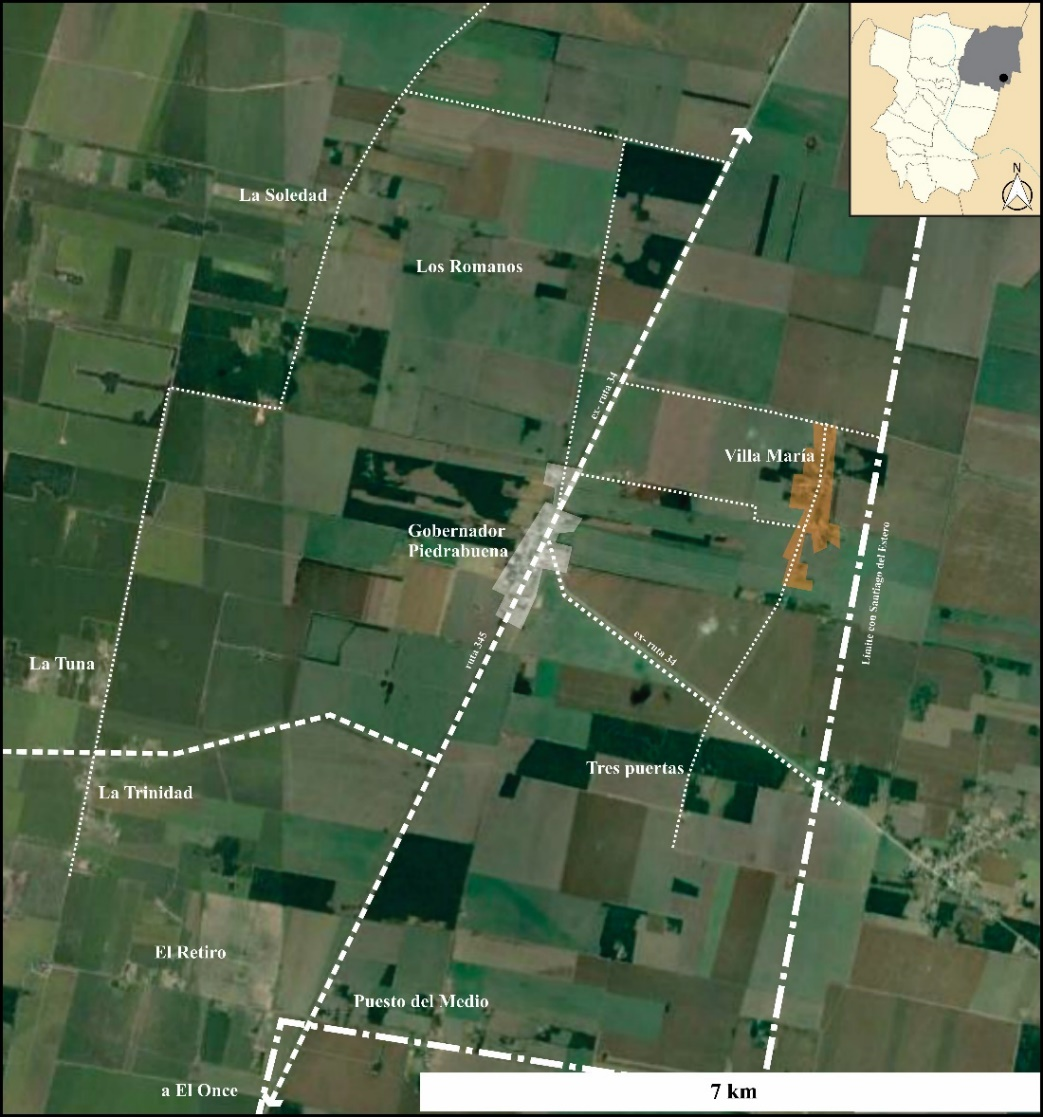 N
La Soledad
Los Romanos
ex- ruta 34
Villa María
Gobernador
Piedrabuena
Límite con Santiago del Estero
ruta 345
ex- ruta 34
La Tuna
Tres puertas
La Trinidad
El Retiro
Puesto del Medio
a El Once
7 km